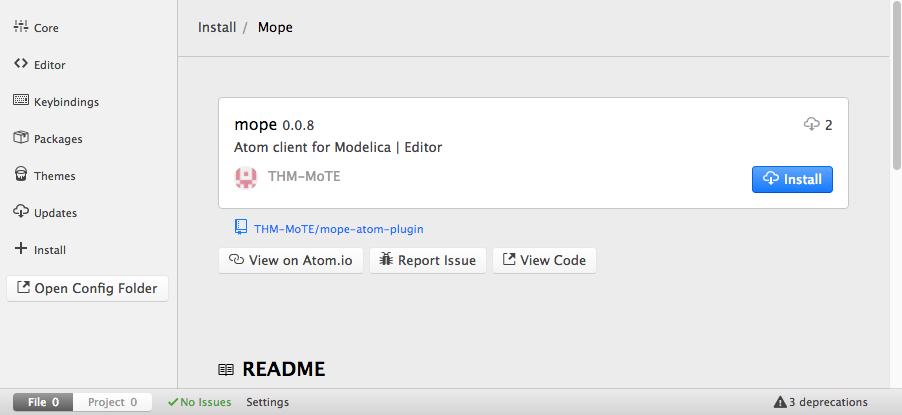 Core
Editor
Keybindings
Packages
Themes
Updates
Install
Open Config Folder
Install / Mope
mope 0.0.8
2
Atom client for Modelica | Editor
THM-MoTE
Install
THM-MoTE/mope-atom-plugin
View on Atom.io
Report Issue
View Code
README
File 0
Project 0
No Issues
Settings
3 deprecations